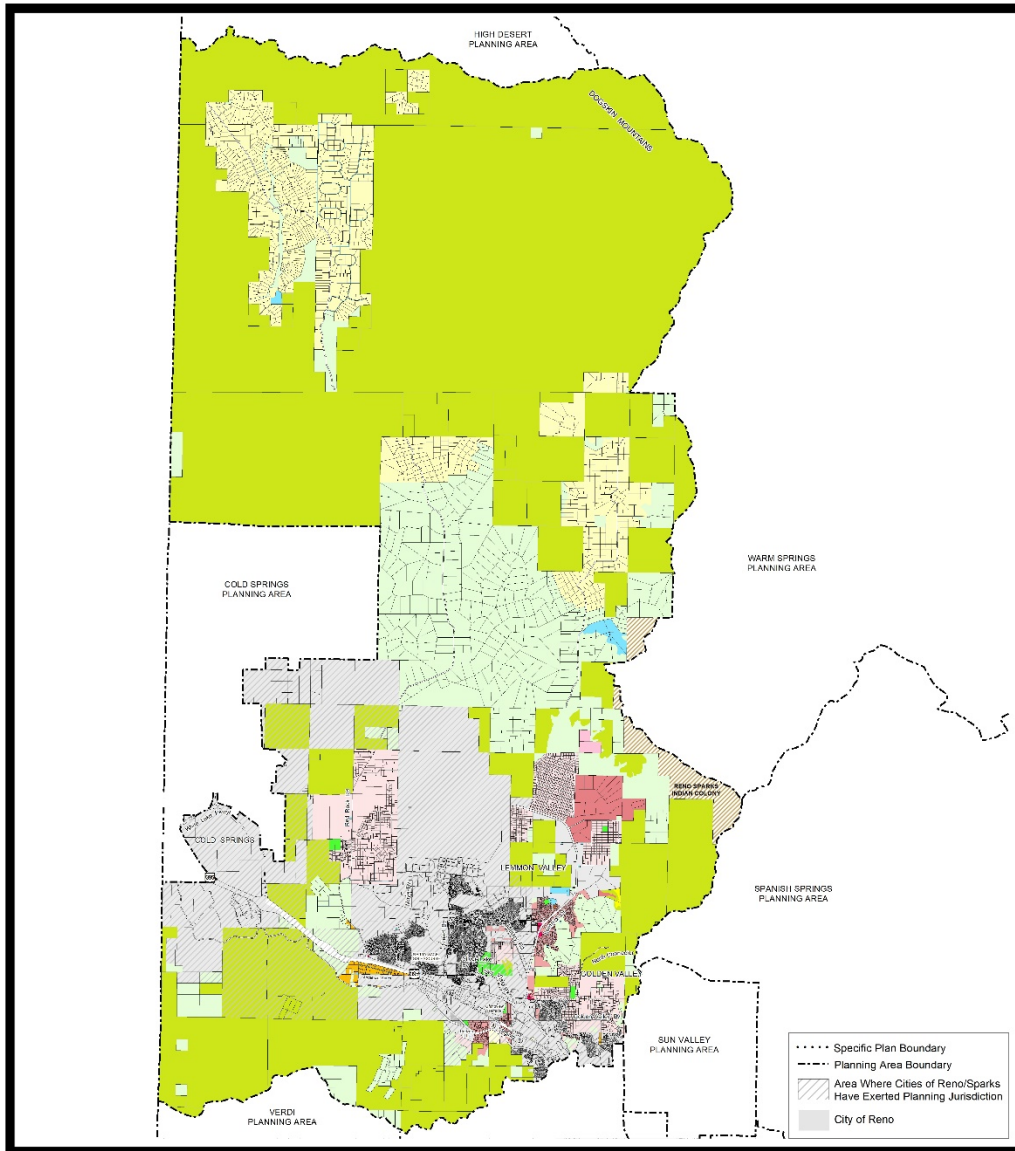 HIGH DESERT
PLANNING AREA
DOGSKIN MOUNTAINS
COLD SPRINGS
PLANNING AREA
WARM SPRINGS
PLANNING AREA
RENO SPARKS
INDIAN COLONY
Red Rock
COLD SPRINGS
LEMMON VALLEY
SPANISH SPRINGS
PLANNING AREA
GOLDEN VALLEY
SUN VALLEY
PLANNING AREA
VERDI
PLANNING AREA
Specific Plan Boundary
Planning Area Boundary
Area Where Cities of Reno/Sparks
Have Exerted Planning Jurisdiction
City of Reno